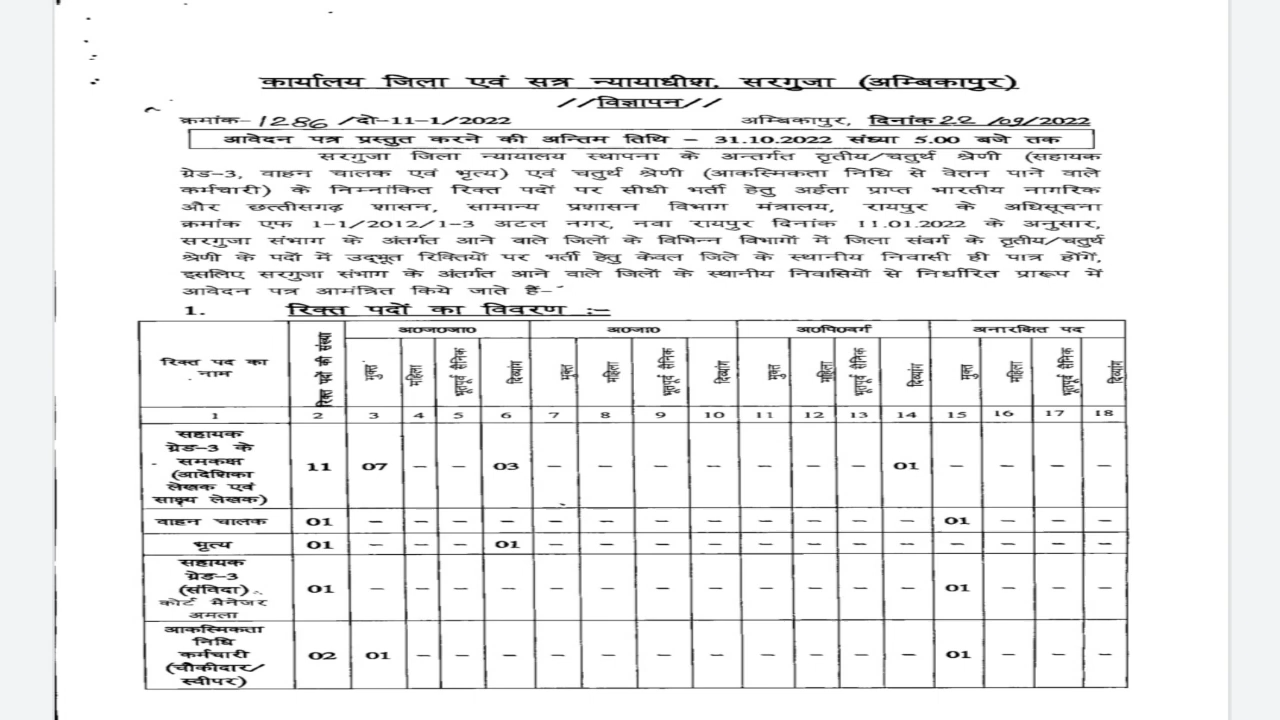 कार्यालय जिला एवं सत्र न्यायाधीश, सरगुजा (अम्बिकापुर)
//विज्ञापन//
क्रमांक-1286/दो-11-1/2022 अम्बिकापुर, दिनांक 22/09/2022
आवेदन पत्र प्रस्तुत करने की अन्तिम तिथि – 31.10.2022 संध्या 5.00 बजे तक
सरगुजा जिला न्यायालय स्थापना के अन्तर्गत तृतीय/चतुर्थ श्रेणी (सहायक
ग्रेड-3, वाहन चालक एवं भृत्य) एवं चतुर्थ श्रेणी (आकस्मिकता निधि से वेतन पाने वाले
कर्मचारी) के निम्नांकित रिक्त पदों पर सीधी भर्ती हेतु अर्हता प्राप्त भारतीय नागरिक
और छत्तीसगढ़ शासन, सामान्य प्रशासन विभाग मंत्रालय, रायपुर के अधिसूचना
क्रमांक एफ 1-1/2012/1-3 अटल नगर, नवा रायपुर दिनांक 11.01.2022 के अनुसार,
सरगुजा संभाग के अंतर्गत आने वाले जिलों के विभिन्न विभागों में जिला संवर्ग के तृतीय/चतुर्थ
श्रेणी के पदों में उद्भूत रिक्तियों पर भर्ती हेतु केवल जिले के स्थानीय निवासी ही पात्र होंगें,
इसलिए सरगुजा संभाग के अंतर्गत आने वाले जिलों के स्थानीय निवासियों से निर्धारित प्रारूप में
आवेदन पत्र आमंत्रित किये जाते हैं-
1. रिक्त पदों का विवरण :–
रिक्त पद का नाम रिक्त पदों की संख्या अ0ज0जा0 अ0जा0 अ0पि0वर्ग अनारक्षित पद
मुक्त महिला भूतपूर्व सैनिक दिव्यांग मुक्त महिला भूतपूर्व सैनिक दिव्यांग मुक्त महिला भूतपूर्व सैनिक दिव्यांग मुक्त महिला भूतपूर्व सैनिक दिव्यांग
1 2 3 4 5 6 7 8 9 10 11 12 13 14 15 16 17 18
सहायक
ग्रेड-3 के
समकक्ष
(आदेशिका
लेखक एवं
साक्ष्य लेखक) 11 07 – – 03 – – – – – – – 01 – – – –
वाहन चालक 01 – – – – – – – – – – – – 01 – – –
भृत्य 01 – – – 01 – – – – – – – – – – – –
सहायक
ग्रेड-3
(संविदा)
कोर्ट मैनेजर
अमला 01 – – – – – – – – – – – – 01 – – –
आकस्मिकता
निधि
कर्मचारी
(चौकीदार/
स्वीपर) 02 01 – – – – – – – – – – – 01 – – –